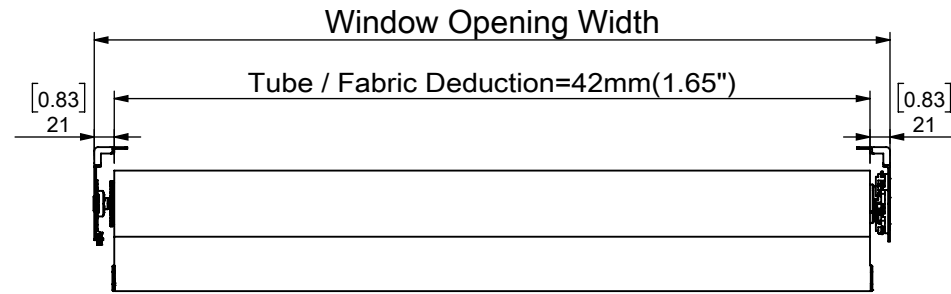 Window Opening Width
Tube / Fabric Deduction=42mm(1.65")
[0.83]
21
[0.83]
21